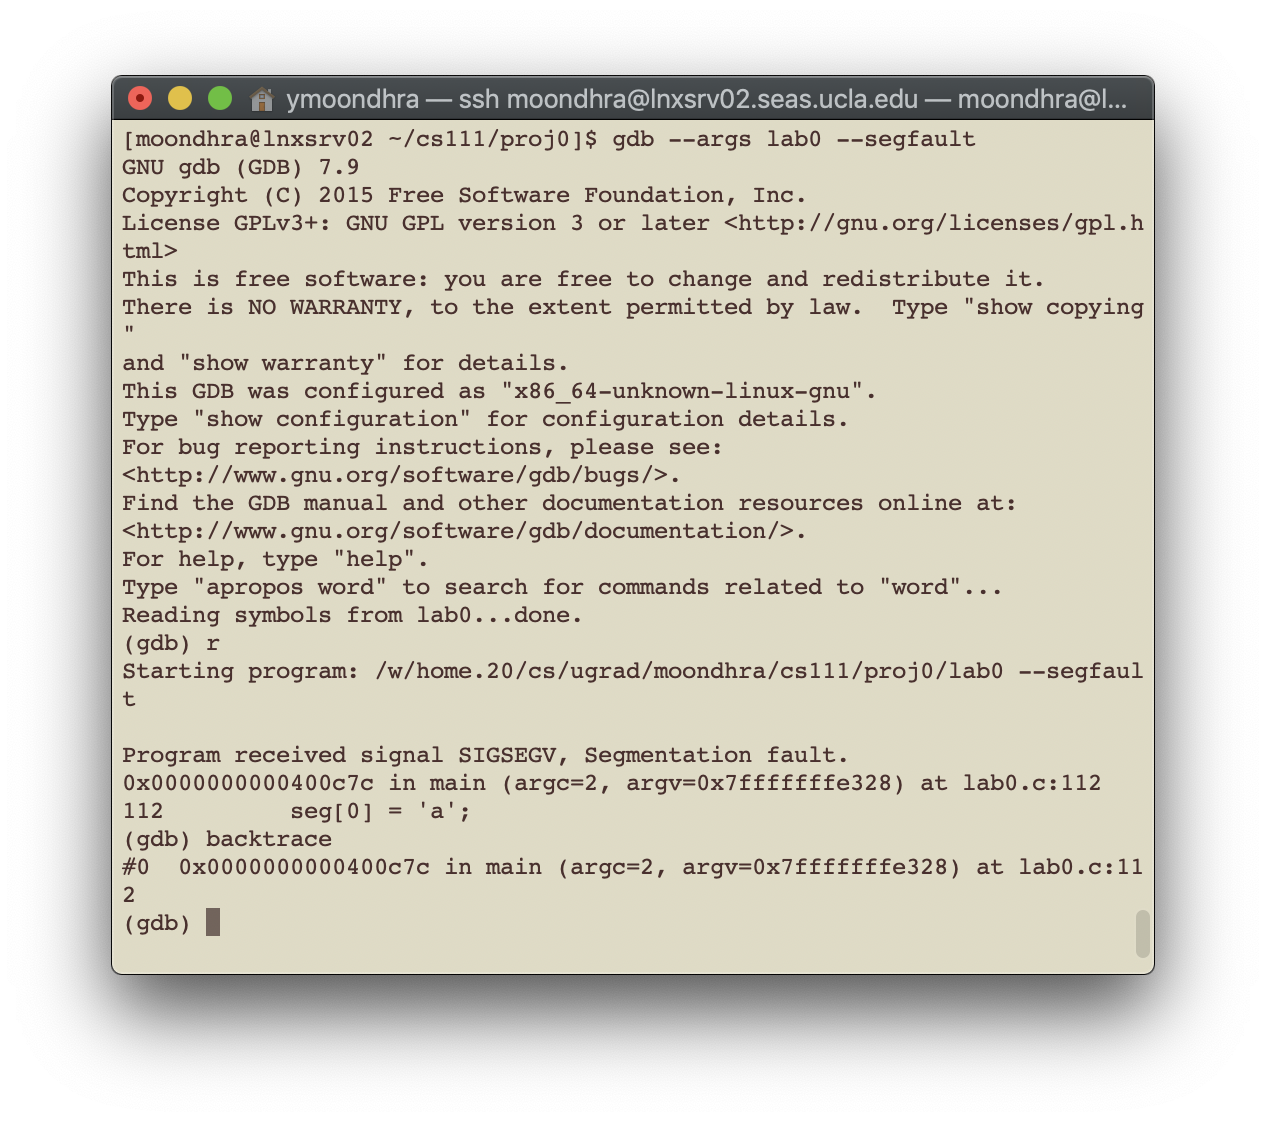 ymoondhra — ssh moondhra@lnxsrv02.seas.ucla.edu — moondhra@l...
[moondhra@lnxsrv02 ~/cs111/proj0]$ gdb --args lab0 --segfault
GNU gdb (GDB) 7.9
Copyright (C) 2015 Free Software Foundation, Inc.
License GPLv3+: GNU GPL version 3 or later <http://gnu.org/licenses/gpl.h
tml>
This is free software: you are free to change and redistribute it.
There is NO WARRANTY, to the extent permitted by law.  Type "show copying
"
and "show warranty" for details.
This GDB was configured as "x86_64-unknown-linux-gnu".
Type "show configuration" for configuration details.
For bug reporting instructions, please see:
<http://www.gnu.org/software/gdb/bugs/>.
Find the GDB manual and other documentation resources online at:
<http://www.gnu.org/software/gdb/documentation/>.
For help, type "help".
Type "apropos word" to search for commands related to "word"...
Reading symbols from lab0...done.
(gdb) r
Starting program: /w/home.20/cs/ugrad/moondhra/cs111/proj0/lab0 --segfaul
t
Program received signal SIGSEGV, Segmentation fault.
0x0000000000400c7c in main (argc=2, argv=0x7fffffffe328) at lab0.c:112
112         seg[0] = 'a';
(gdb) backtrace
#0  0x0000000000400c7c in main (argc=2, argv=0x7fffffffe328) at lab0.c:11
2
(gdb)